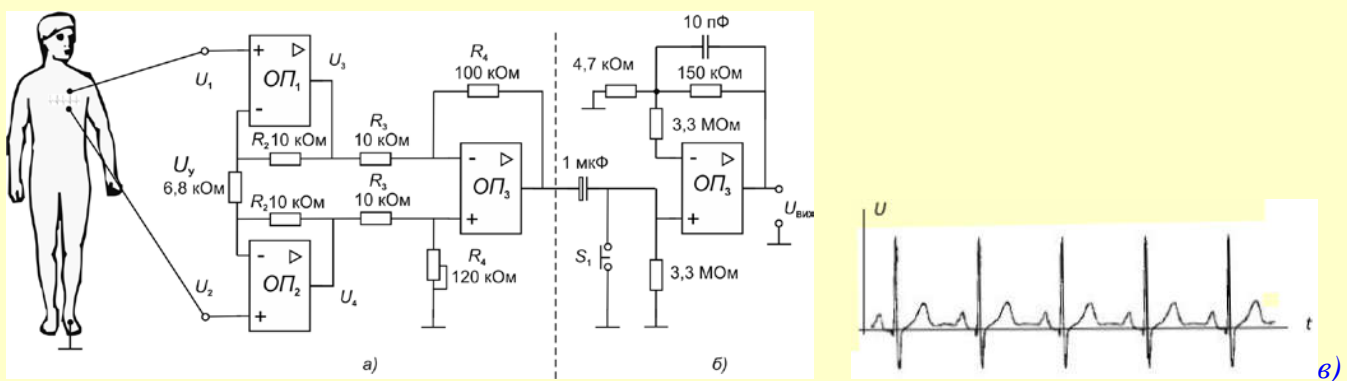 10 пФ
4,7 кОм
150 кОм
3,3 МОм
U₁
+
ОП₁
-
U₃
R₄
100 кОм
R₂ 10 кОм
R₃
10 кОм
Uᵧ
6,8 кОм
R₂ 10 кОм
R₃
10 кОм
-
ОП₂
+
U₂
U₄
-
ОП₃
+
R₄
120 кОм
1 мкФ
S₁
-
ОП₃
+
Uвих
3,3 МОм
а)
б)
U
t
в)